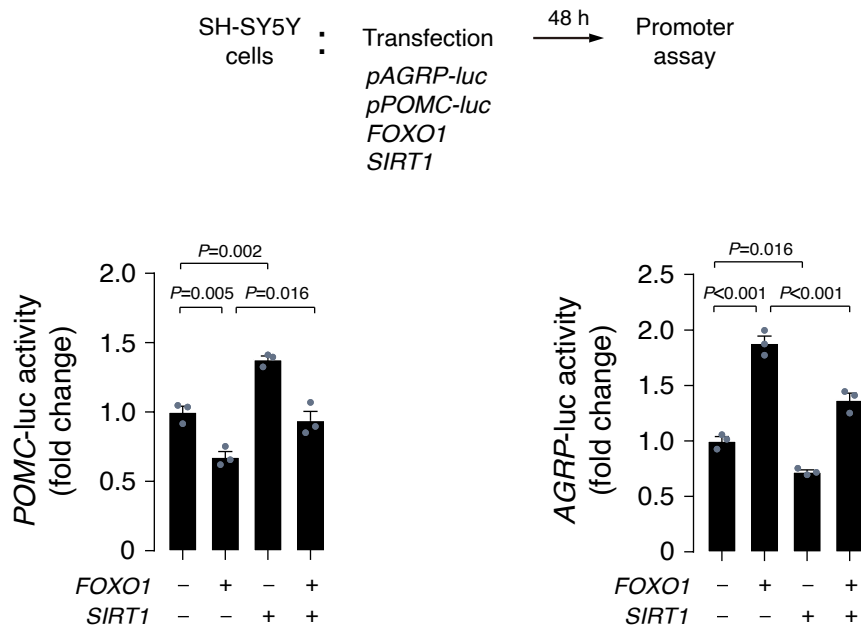 SH-SY5Y
cells
:
Transfection
pAGRP-luc
pPOMC-luc
FOXO1
SIRT1
48 h
Promoter
assay
POMC-luc activity
(fold change)
2.0
1.5
1.0
0.5
0
P=0.002
P=0.005
P=0.016
FOXO1 – + – +
SIRT1 – – + +
AGRP-luc activity
(fold change)
2.5
2.0
1.5
1.0
0.5
0
P=0.016
P<0.001
P<0.001
FOXO1 – + – +
SIRT1 – – + +